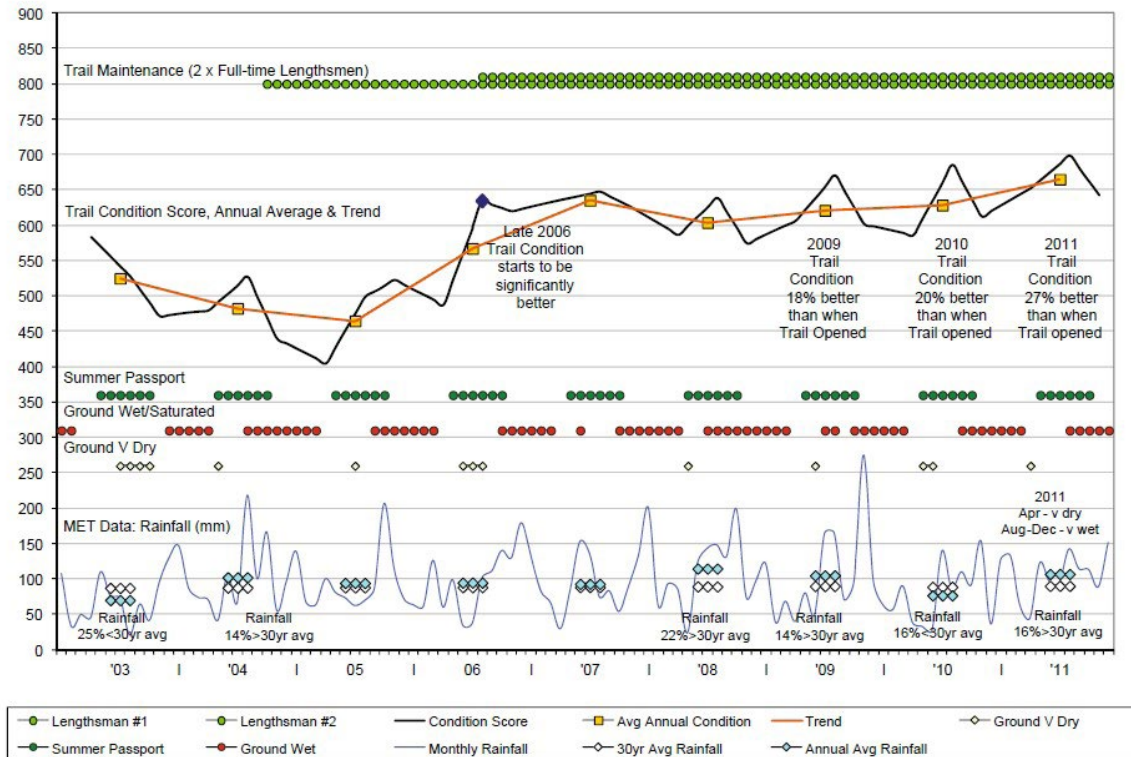 900
850
800
750
700
650
600
550
500
450
400
350
300
250
200
150
100
50
0
Trail Maintenance (2 x Full-time Lengthsmen)
Trail Condition Score, Annual Average & Trend
Late 2006
Trail Condition
starts to be
significantly
better
2009
Trail
Condition
18% better
than when
Trail Opened
2010
Trail
Condition
20% better
than when
Trail opened
2011
Trail
Condition
27% better
than when
Trail opened
Summer Passport
Ground Wet/Saturated
Ground V Dry
MET Data: Rainfall (mm)
2011
Apr - v dry
Aug-Dec - v wet
Rainfall
25%<30yr avg
Rainfall
14%>30yr avg
Rainfall
22%>30yr avg
Rainfall
14%>30yr avg
Rainfall
16%<30yr avg
Rainfall
16%>30yr avg
'03 | '04 | '05 | '06 | '07 | '08 | '09 | '10 | '11
Lengthsman #1 Lengthsman #2 Condition Score Avg Annual Condition Trend Ground V Dry
Summer Passport Ground Wet Monthly Rainfall 30yr Avg Rainfall Annual Avg Rainfall